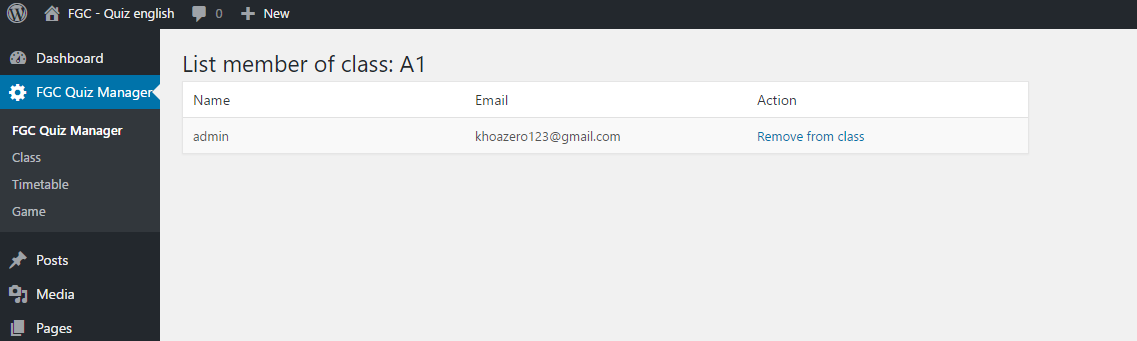 FGC - Quiz english 0 New
Dashboard
FGC Quiz Manager
FGC Quiz Manager
Class
Timetable
Game
Posts
Media
Pages
List member of class: A1
Name Email Action
admin khoazero123@gmail.com Remove from class